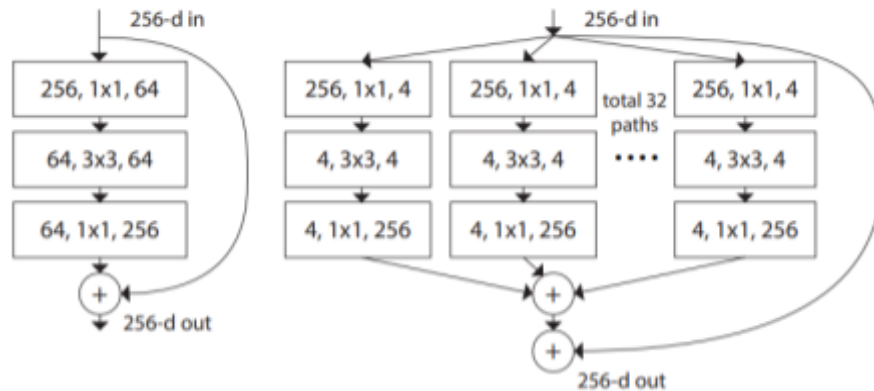 256-d in
256, 1x1, 64
64, 3x3, 64
64, 1x1, 256
+
256-d out
256-d in
256, 1x1, 4
256, 1x1, 4
total 32
paths
256, 1x1, 4
4, 3x3, 4
4, 3x3, 4
....
4, 3x3, 4
4, 1x1, 256
4, 1x1, 256
4, 1x1, 256
+
+
256-d out